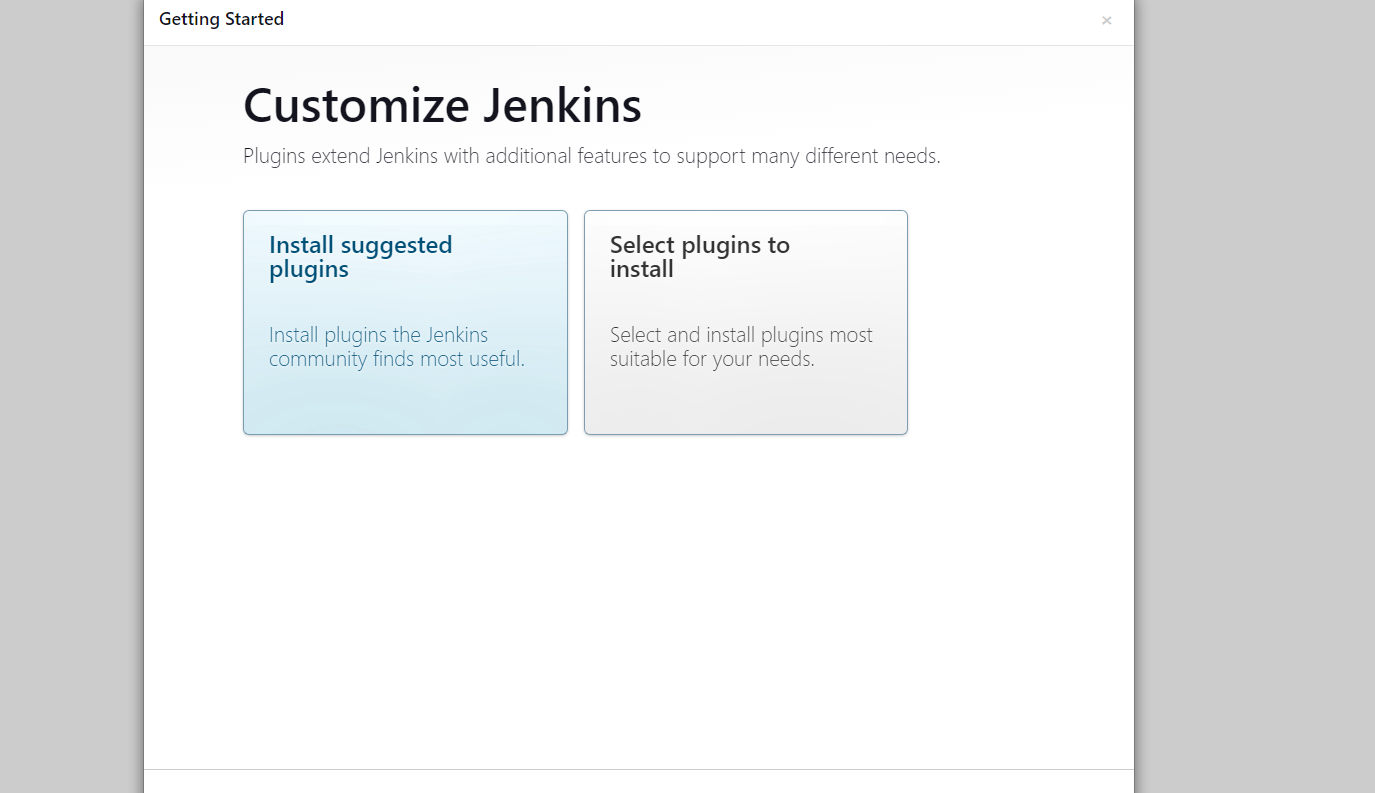 Getting Started
×
Customize Jenkins
Plugins extend Jenkins with additional features to support many different needs.
Install suggested
plugins
Install plugins the Jenkins
community finds most useful.
Select plugins to
install
Select and install plugins most
suitable for your needs.